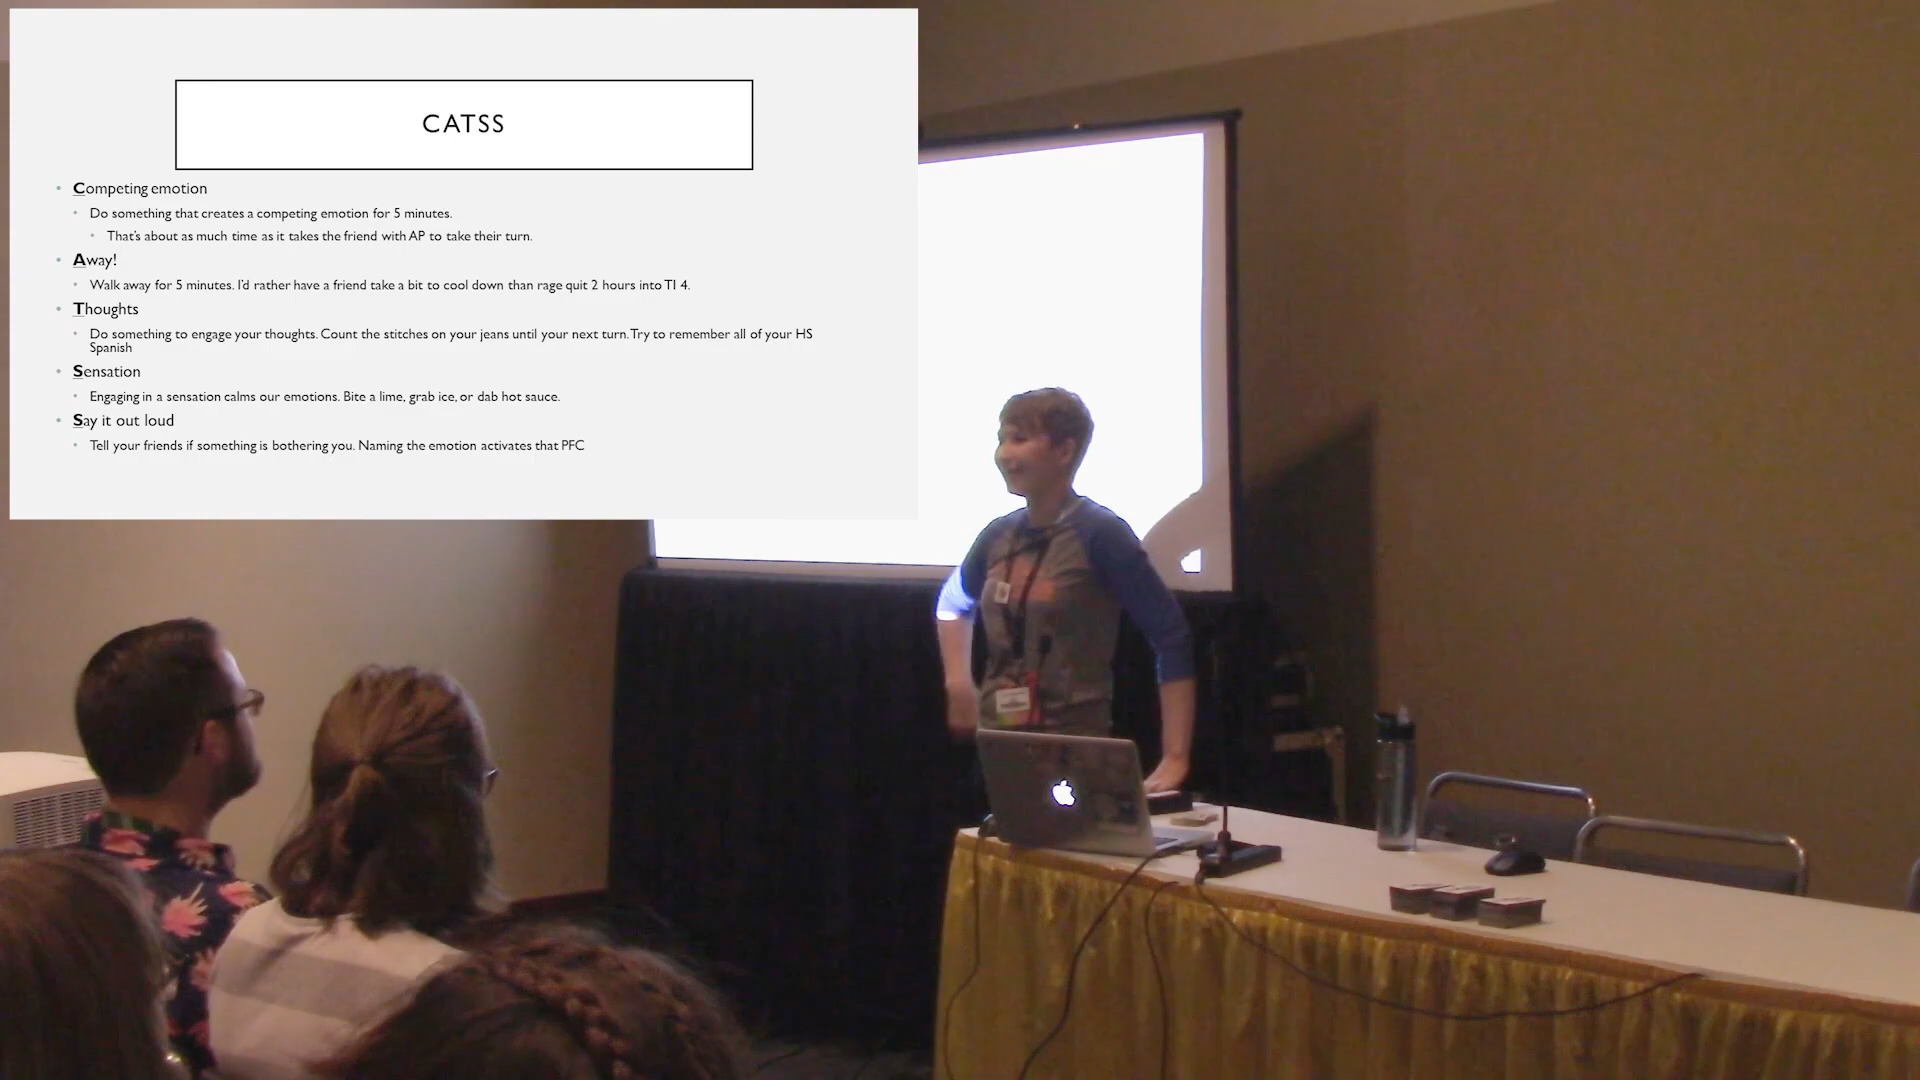 CATSS
Competing emotion
Do something that creates a competing emotion for 5 minutes.
That's about as much time as it takes the friend with AP to take their turn.
Away!
Walk away for 5 minutes. I'd rather have a friend take a bit to cool down than rage quit 2 hours into TI 4.
Thoughts
Do something to engage your thoughts. Count the stitches on your jeans until your next turn. Try to remember all of your HS
Spanish
Sensation
Engaging in a sensation calms our emotions. Bite a lime, grab ice, or dab hot sauce.
Say it out loud
Tell your friends if something is bothering you. Naming the emotion activates that PFC